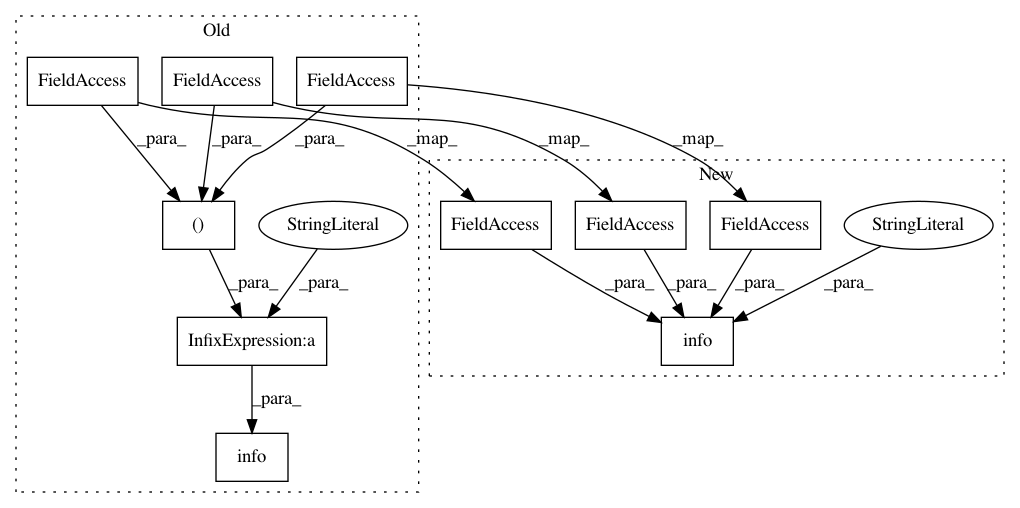 Old
FieldAccess
FieldAccess
FieldAccess
_para_
_para_
_para_
_map_
_map_
_map_
New
()
StringLiteral
FieldAccess
FieldAccess
FieldAccess
StringLiteral
_para_
_para_
_para_
_para_
_para_
_para_
InfixExpression:a
info
_para_
info